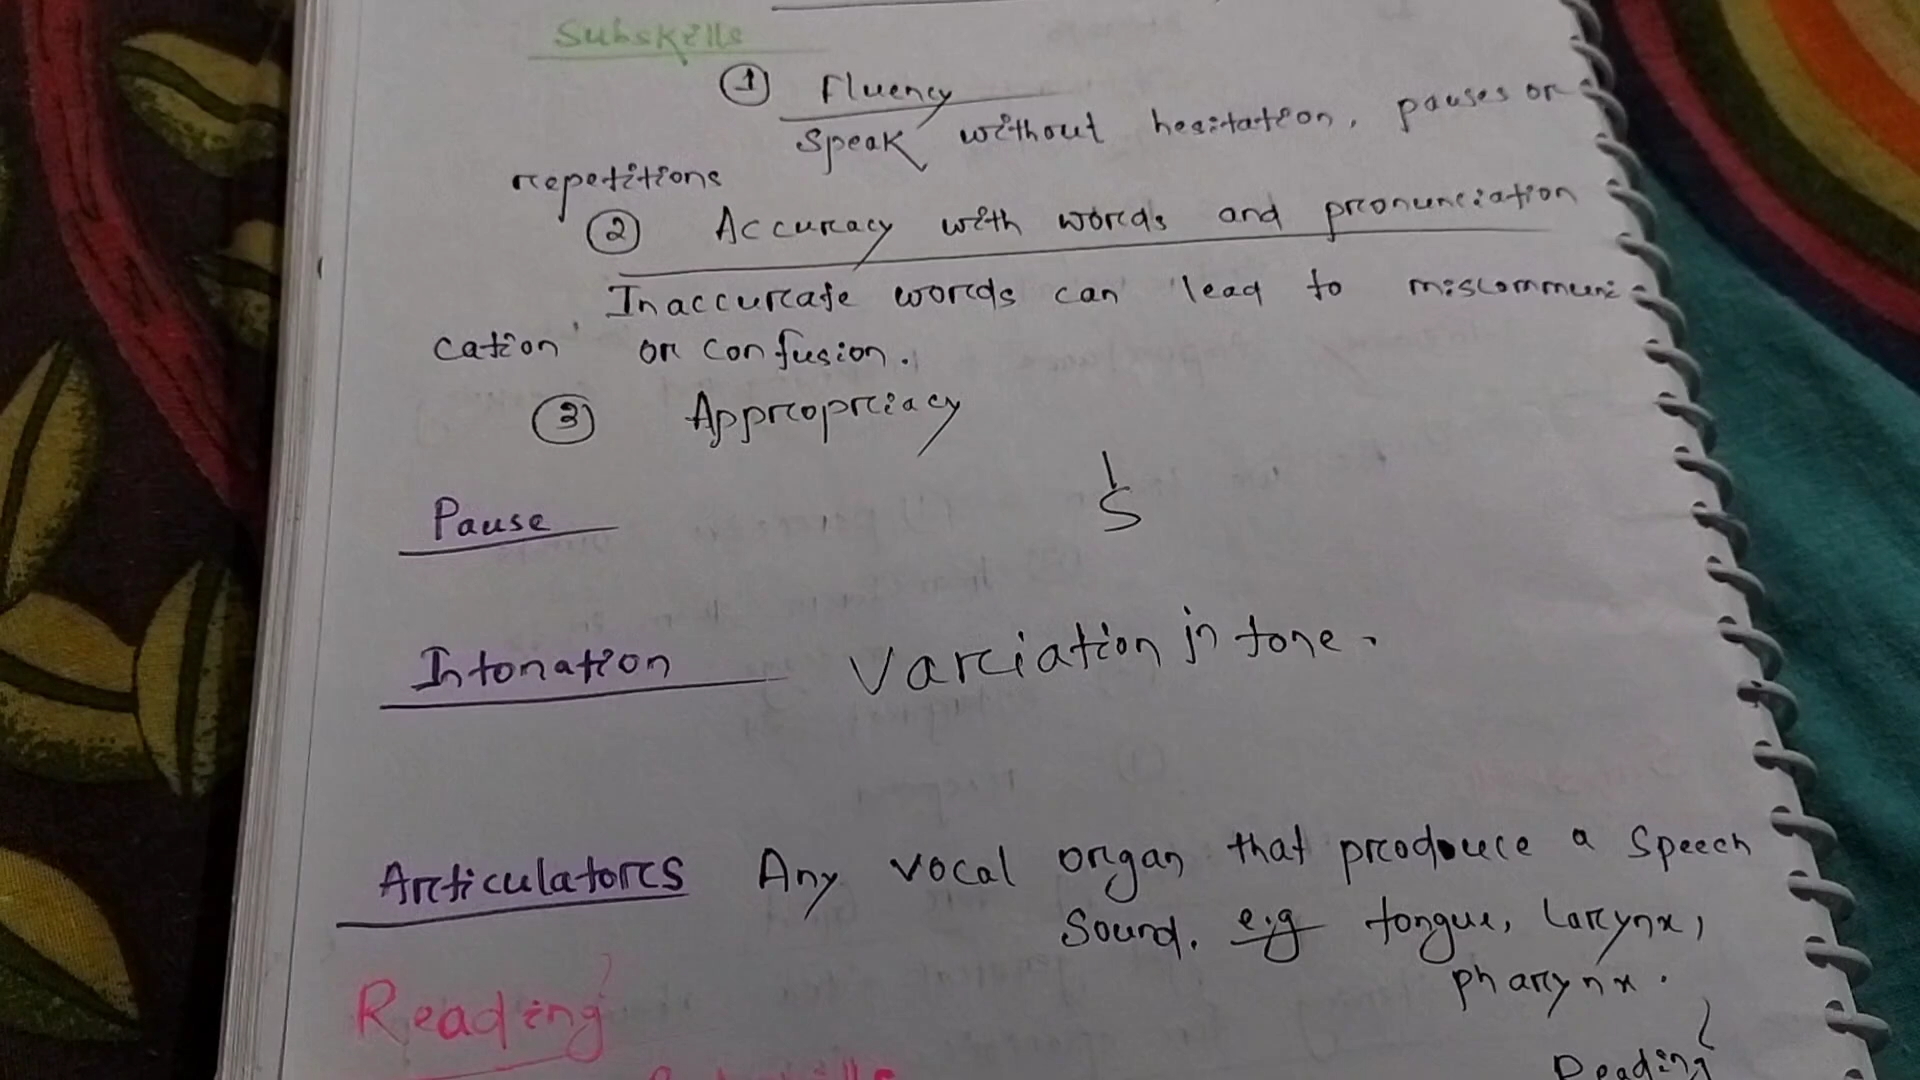 Subskills
① Fluency
Speak without hesitation, pauses or
repetitions
② Accuracy with words and pronunciation
Inaccurate words can lead to miscommuni
cation or confusion.
③ Appropriacy
Pause
Intonation Variation in tone.
Articulators Any vocal organ that produce a speech
sound. e.g tongue, larynx,
pharynx.
Reading
Reading